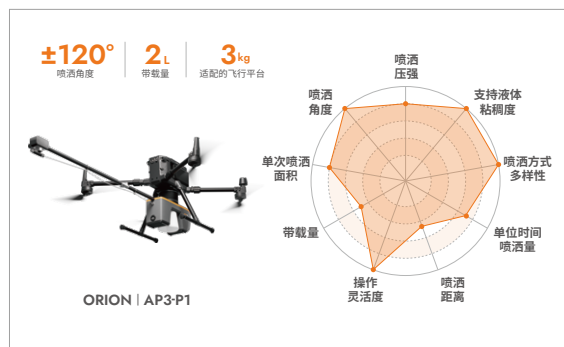 ±120°
喷洒角度
2L
带载量
3kg
适配的飞行平台
喷洒
压强
支持液体
粘稠度
喷洒方式
多样性
单位时间
喷洒量
喷洒
距离
操作
灵活度
带载量
单次喷洒
面积
喷洒
角度
ORION | AP3-P1